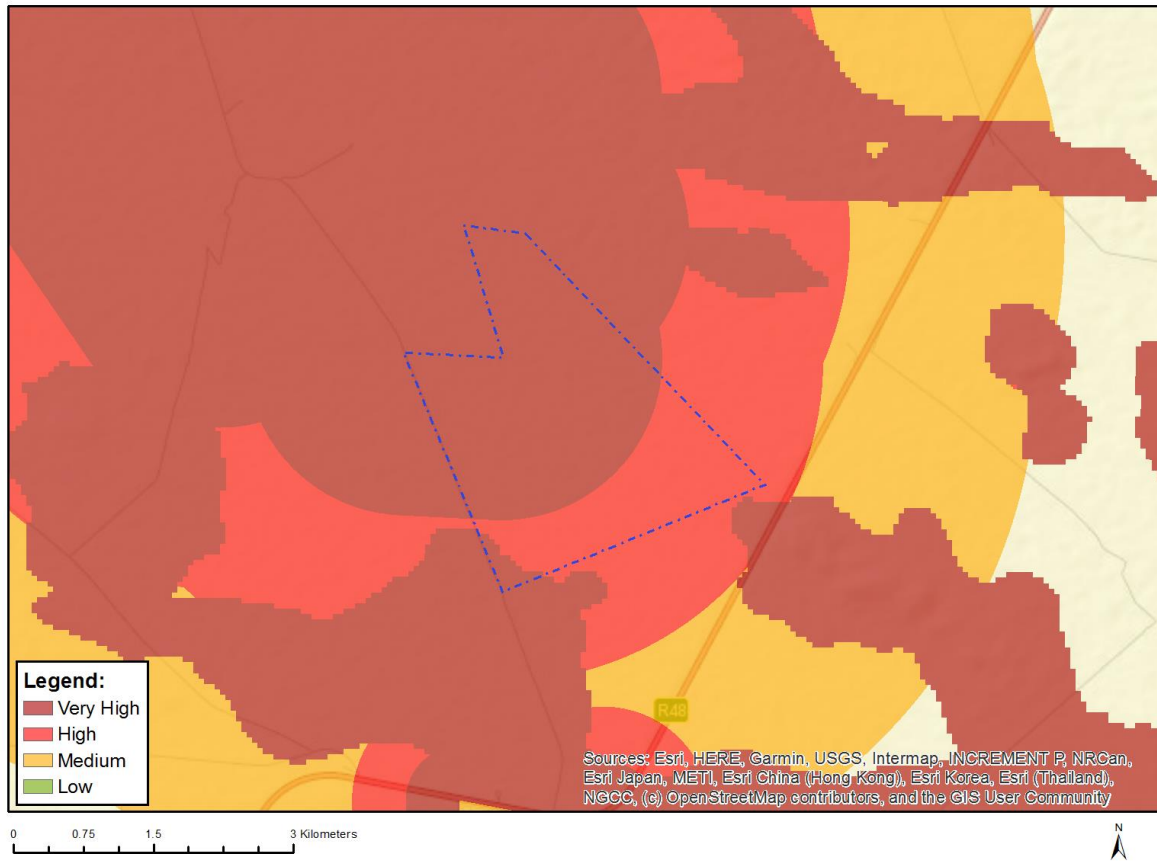 R48
Legend:
Very High
High
Medium
Low
Sources: Esri, HERE, Garmin, USGS, Intermap, INCREMENT P, NRCan,
Esri Japan, METI, Esri China (Hong Kong), Esri Korea, Esri (Thailand),
NGCC, (c) OpenStreetMap contributors, and the GIS User Community
0 0.75 1.5 3 Kilometers
N